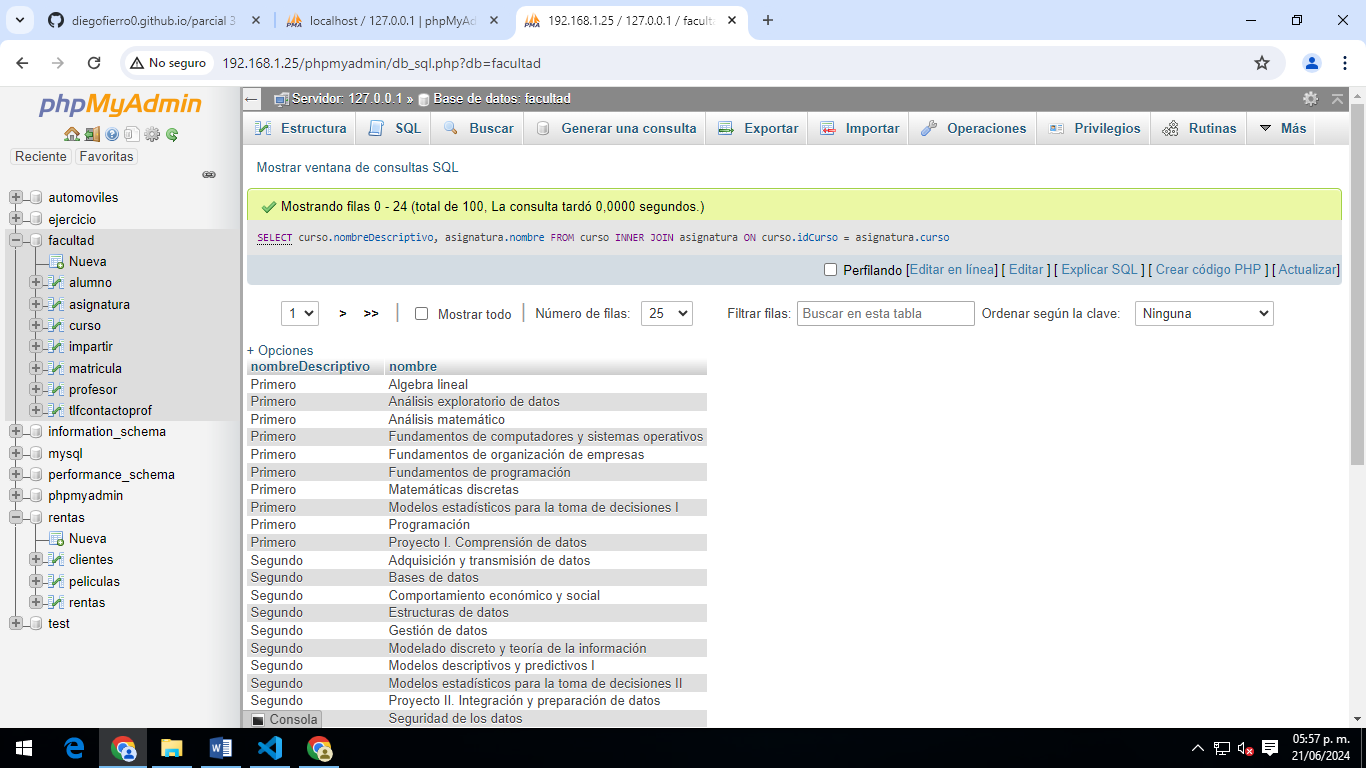 diegofierro0.github.io/parcial 3
localhost / 127.0.0.1 | phpMyAd
192.168.1.25 / 127.0.0.1 / faculta
No seguro
192.168.1.25/phpmyadmin/db_sql.php?db=facultad
phpMyAdmin
Reciente
Favoritas
automoviles
ejercicio
facultad
Nueva
alumno
asignatura
curso
impartir
matricula
profesor
tlfcontactoprof
information_schema
mysql
performance_schema
phpmyadmin
rentas
Nueva
clientes
peliculas
rentas
test
Servidor: 127.0.0.1 » Base de datos: facultad
Estructura SQL Buscar Generar una consulta Exportar Importar Operaciones Privilegios Rutinas Más
Mostrar ventana de consultas SQL
Mostrando filas 0 - 24 (total de 100, La consulta tardó 0,0000 segundos.)
SELECT curso.nombreDescriptivo, asignatura.nombre FROM curso INNER JOIN asignatura ON curso.idCurso = asignatura.curso
Perfilando [Editar en línea] [ Editar ] [ Explicar SQL ] [ Crear código PHP ] [ Actualizar]
1 > >> | Mostrar todo | Número de filas: 25 Filtrar filas: Buscar en esta tabla Ordenar según la clave: Ninguna
+ Opciones
nombreDescriptivo nombre
Primero Algebra lineal
Primero Análisis exploratorio de datos
Primero Análisis matemático
Primero Fundamentos de computadores y sistemas operativos
Primero Fundamentos de organización de empresas
Primero Fundamentos de programación
Primero Matemáticas discretas
Primero Modelos estadísticos para la toma de decisiones I
Primero Programación
Primero Proyecto I. Comprensión de datos
Segundo Adquisición y transmisión de datos
Segundo Bases de datos
Segundo Comportamiento económico y social
Segundo Estructuras de datos
Segundo Gestión de datos
Segundo Modelado discreto y teoría de la información
Segundo Modelos descriptivos y predictivos I
Segundo Modelos estadísticos para la toma de decisiones II
Segundo Proyecto II. Integración y preparación de datos
Consola Seguridad de los datos
05:57 p. m.
21/06/2024